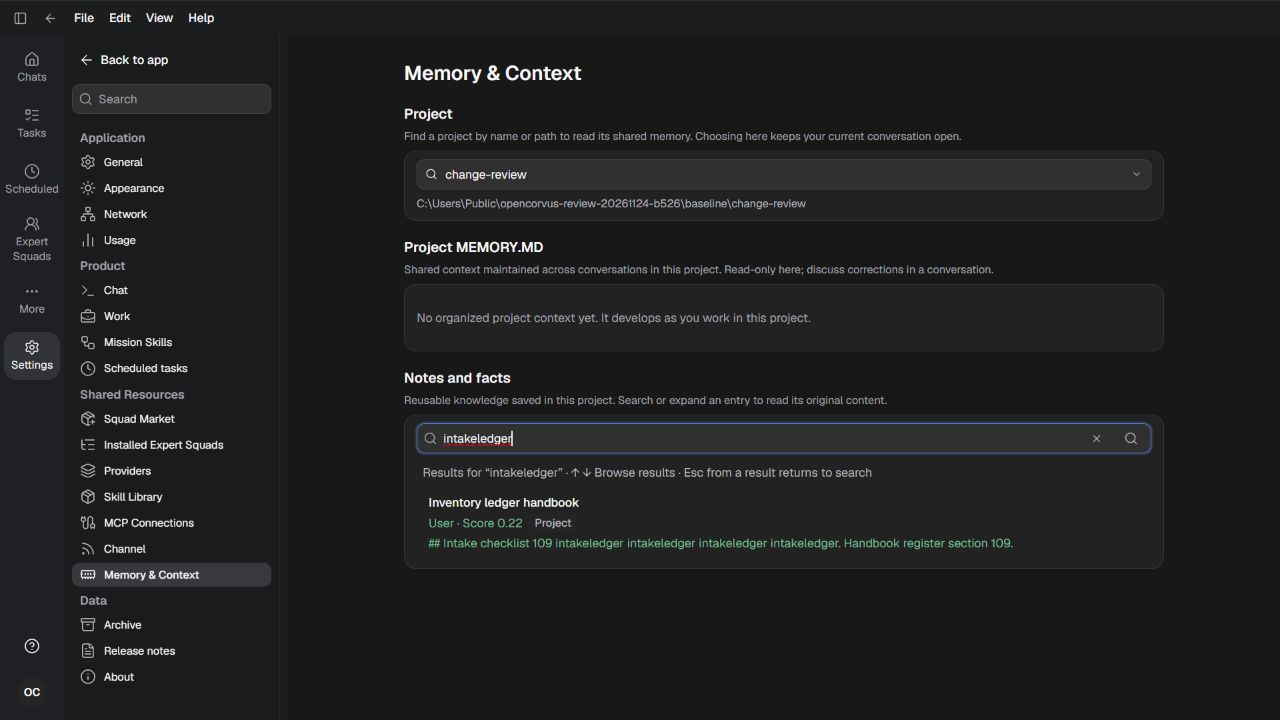 File Edit View Help
Chats
Tasks
Scheduled
Expert
Squads
More
Settings
OC
Back to app
Search
Application
General
Appearance
Network
Usage
Product
Chat
Work
Mission Skills
Scheduled tasks
Shared Resources
Squad Market
Installed Expert Squads
Providers
Skill Library
MCP Connections
Channel
Memory & Context
Data
Archive
Release notes
About
Memory & Context
Project
Find a project by name or path to read its shared memory. Choosing here keeps your current conversation open.
change-review
C:\Users\Public\opencorvus-review-20261124-b526\baseline\change-review
Project MEMORY.MD
Shared context maintained across conversations in this project. Read-only here; discuss corrections in a conversation.
No organized project context yet. It develops as you work in this project.
Notes and facts
Reusable knowledge saved in this project. Search or expand an entry to read its original content.
intakeledger
Results for “intakeledger” · ↑ ↓ Browse results · Esc from a result returns to search
Inventory ledger handbook
User · Score 0.22 Project
## Intake checklist 109 intakeledger intakeledger intakeledger intakeledger. Handbook register section 109.